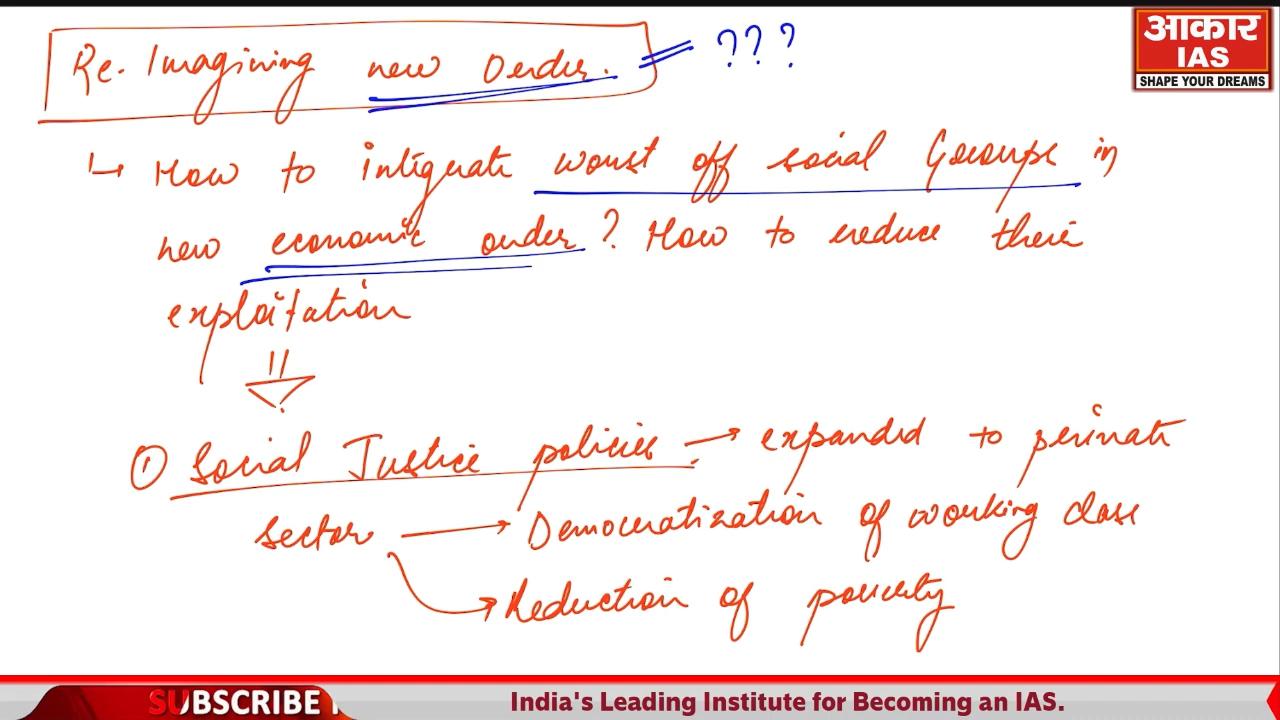 Re. Imagining new Order. = ???
आकार
IAS
SHAPE YOUR DREAMS
↳ How to intigrate worst off social Groups in
new economic order? How to reduce their
exploitation
① Social Justice policies. → expanded to private
sector → Democratization of working class
→ Reduction of poverty
SUBSCRIBE
India's Leading Institute for Becoming an IAS.